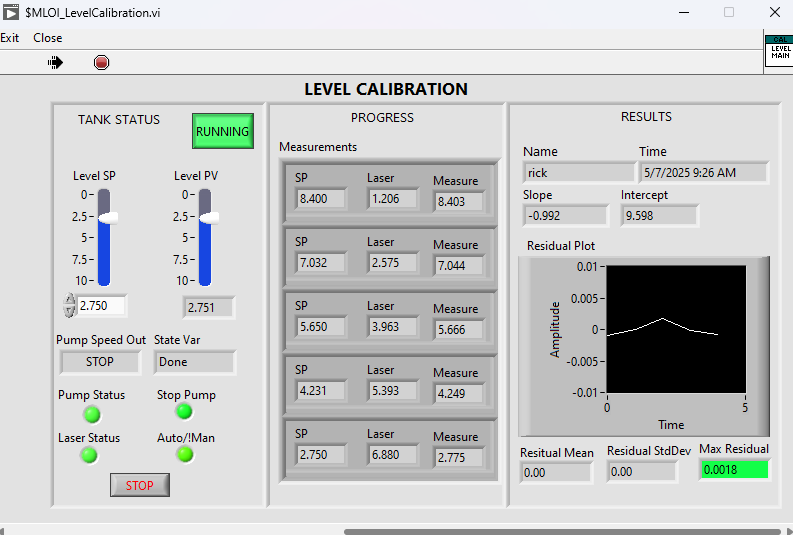 $MLOI_LevelCalibration.vi
Exit Close
CAL
LEVEL
MAIN
LEVEL CALIBRATION
TANK STATUS
RUNNING
Level SP
0
2.5
5
7.5
10
2.750
Level PV
0
2.5
5
7.5
10
2.751
Pump Speed Out
STOP
State Var
Done
Pump Status
Stop Pump
Laser Status
Auto/!Man
STOP
PROGRESS
Measurements
SP Laser Measure
8.400 1.206 8.403
SP Laser Measure
7.032 2.575 7.044
SP Laser Measure
5.650 3.963 5.666
SP Laser Measure
4.231 5.393 4.249
SP Laser Measure
2.750 6.880 2.775
RESULTS
Name Time
rick 5/7/2025 9:26 AM
Slope Intercept
-0.992 9.598
Residual Plot
Amplitude
0.01
0.005
0
-0.005
-0.01
0 5
Time
Resitual Mean Residual StdDev Max Residual
0.00 0.00 0.0018